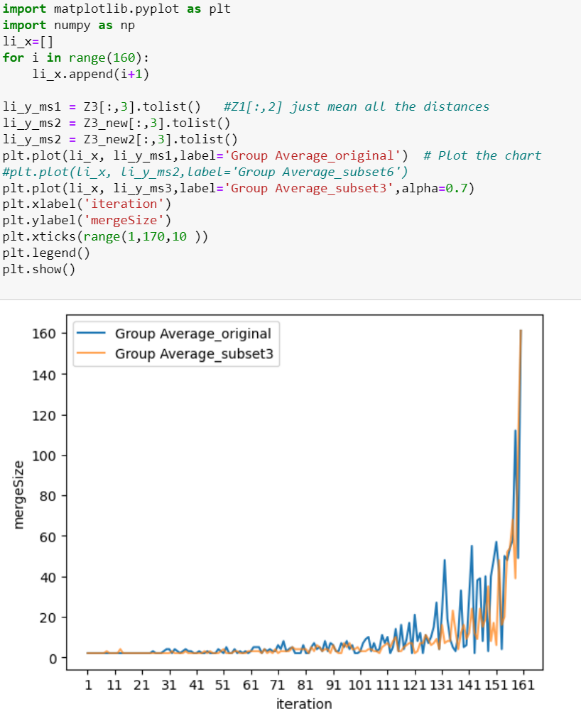 import matplotlib.pyplot as plt
import numpy as np
li_x=[]
for i in range(160):
    li_x.append(i+1)
li_y_ms1 = Z3[:,3].tolist()   #Z1[:,2] just mean all the distances
li_y_ms2 = Z3_new[:,3].tolist()
li_y_ms2 = Z3_new2[:,3].tolist()
plt.plot(li_x, li_y_ms1,label='Group Average_original')  # Plot the chart
#plt.plot(li_x, li_y_ms2,label='Group Average_subset6')
plt.plot(li_x, li_y_ms3,label='Group Average_subset3',alpha=0.7)
plt.xlabel('iteration')
plt.ylabel('mergeSize')
plt.xticks(range(1,170,10 ))
plt.legend()
plt.show()
Group Average_original
Group Average_subset3
160
140
120
100
80
60
40
20
0
mergeSize
1 11 21 31 41 51 61 71 81 91 101 111 121 131 141 151 161
iteration